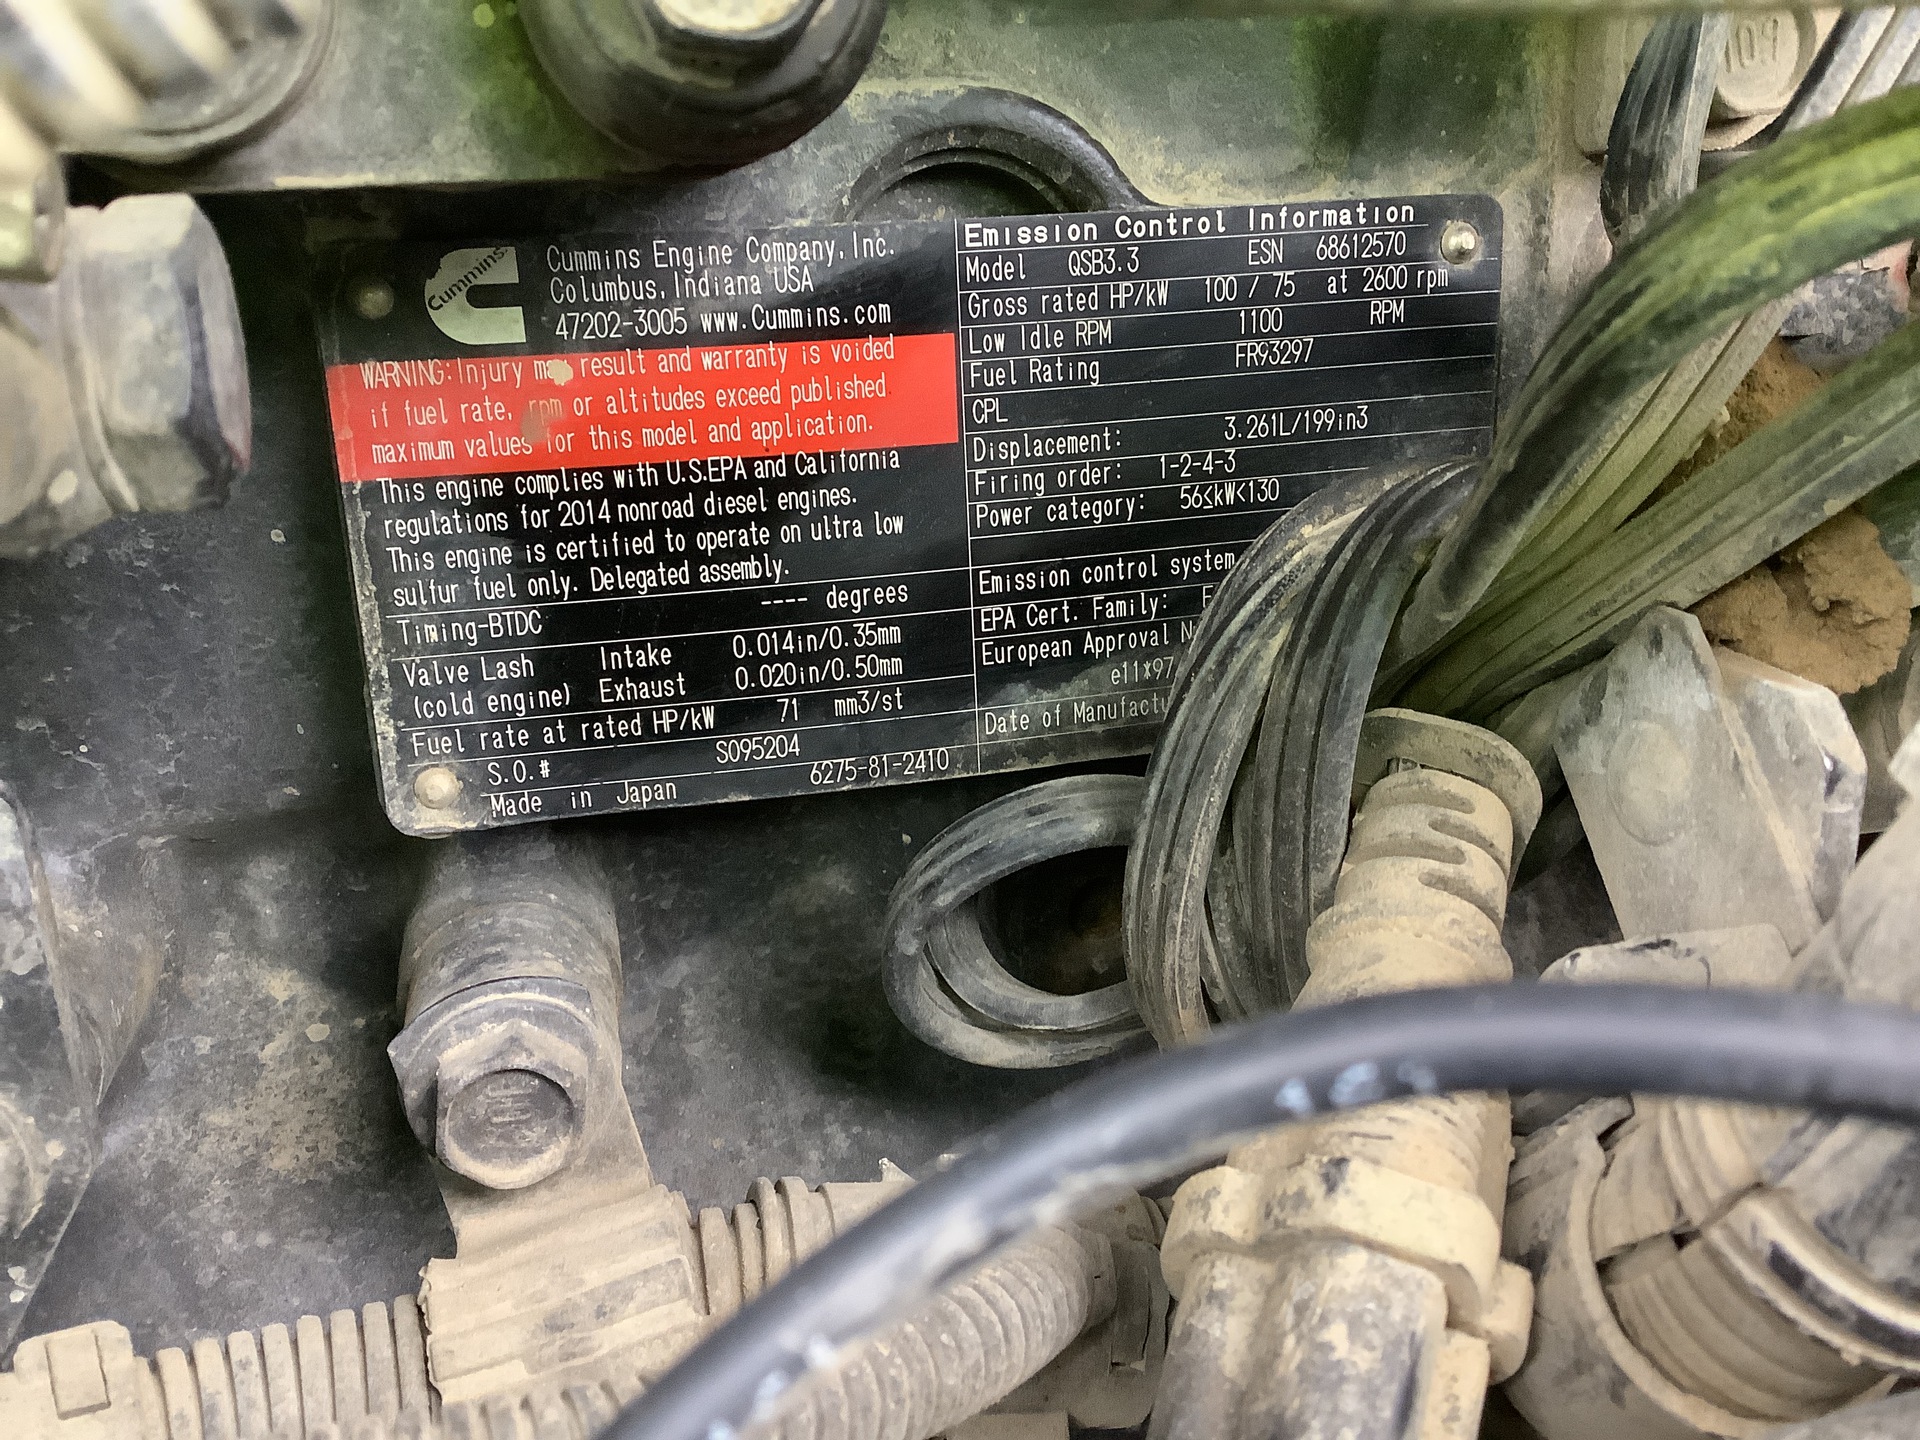 Cummins
Cummins Engine Company, Inc.
Columbus, Indiana USA
47202-3005 www.Cummins.com
WARNING: Injury may result and warranty is voided
if fuel rate, rpm or altitudes exceed published
maximum values for this model and application.
This engine complies with U.S.EPA and California
regulations for 2014 nonroad diesel engines.
This engine is certified to operate on ultra low
sulfur fuel only. Delegated assembly.
Timing-BTDC ---- degrees
Valve Lash Intake 0.014in/0.35mm
(cold engine) Exhaust 0.020in/0.50mm
Fuel rate at rated HP/kW 71 mm3/st
S.O.# S095204
Made in Japan 6275-81-2410
Emission Control Information
Model QSB3.3 ESN 68612570
Gross rated HP/kW 100 / 75 at 2600 rpm
Low Idle RPM 1100 RPM
Fuel Rating FR93297
CPL
Displacement: 3.261L/199in3
Firing order: 1-2-4-3
Power category: 56≤kW<130
Emission control system
EPA Cert. Family:
European Approval
e11*97
Date of
109